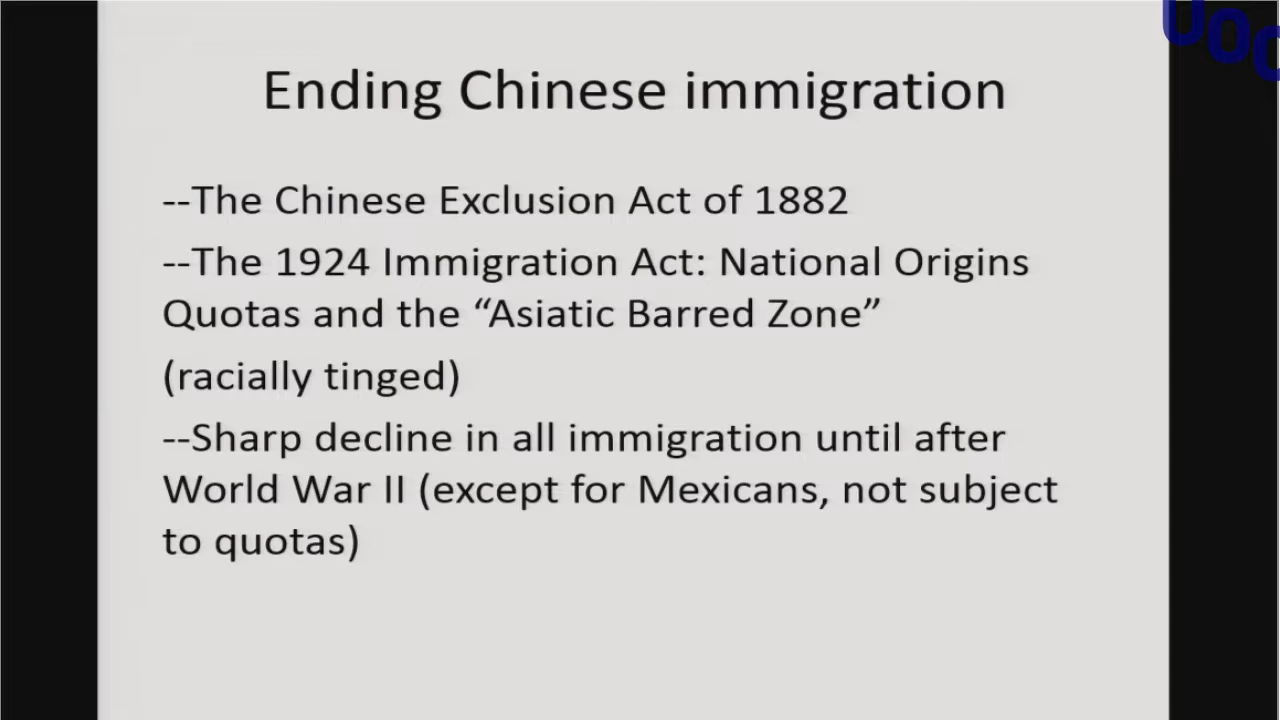 UOC
Ending Chinese immigration
--The Chinese Exclusion Act of 1882
--The 1924 Immigration Act: National Origins
Quotas and the “Asiatic Barred Zone”
(racially tinged)
--Sharp decline in all immigration until after
World War II (except for Mexicans, not subject
to quotas)